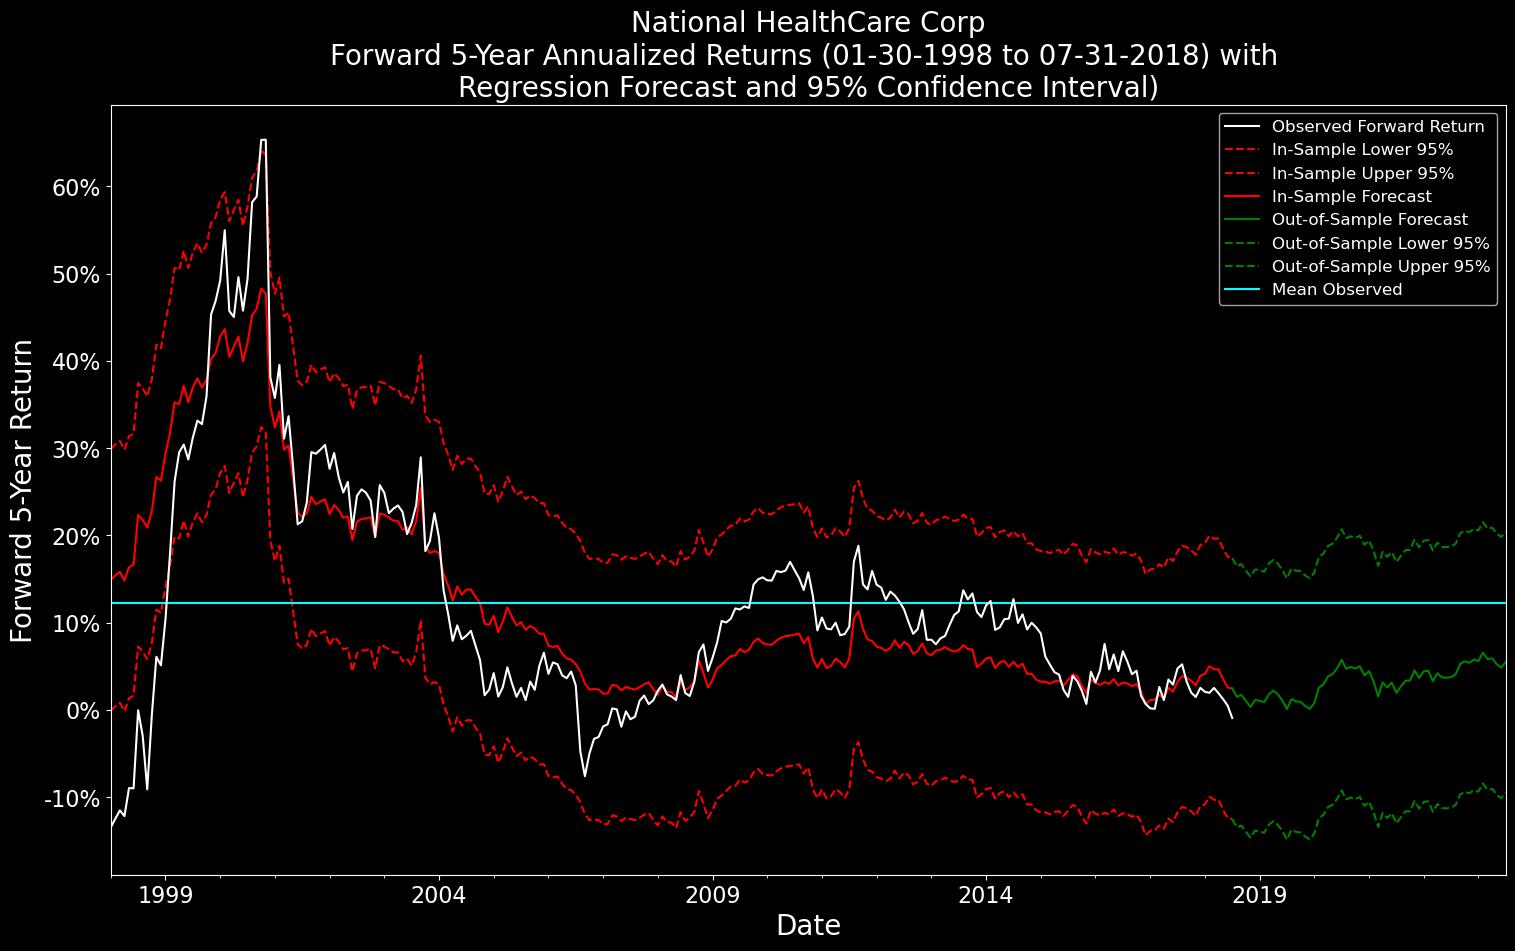 National HealthCare Corp
Forward 5-Year Annualized Returns (01-30-1998 to 07-31-2018) with
Regression Forecast and 95% Confidence Interval)
Observed Forward Return
In-Sample Lower 95%
In-Sample Upper 95%
In-Sample Forecast
Out-of-Sample Forecast
Out-of-Sample Lower 95%
Out-of-Sample Upper 95%
Mean Observed
Forward 5-Year Return
60%
50%
40%
30%
20%
10%
0%
-10%
1999
2004
2009
2014
2019
Date